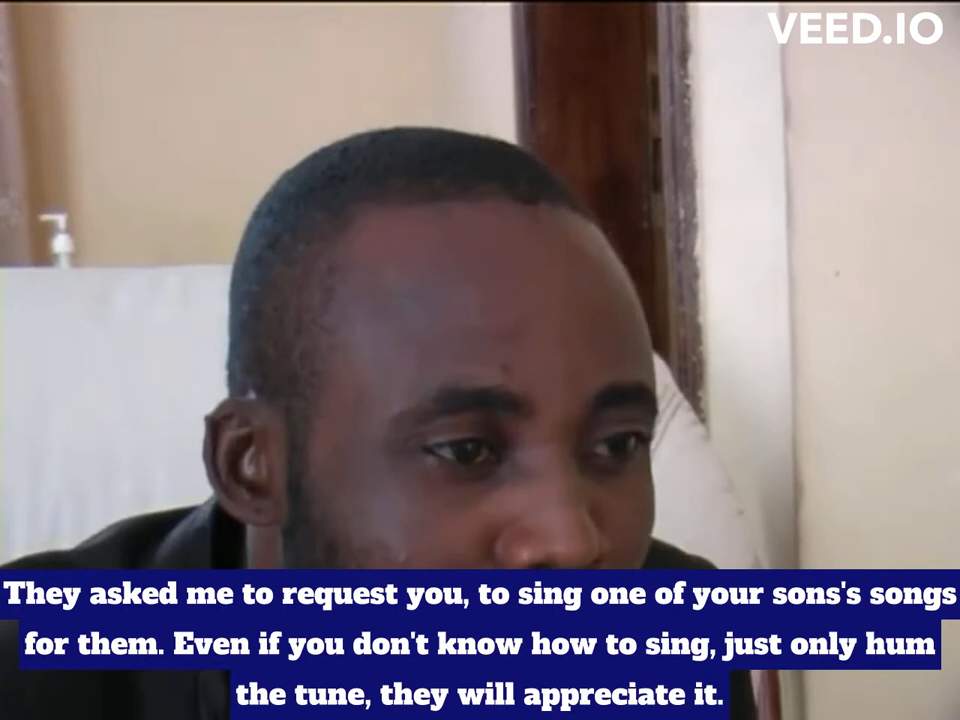 VEED.IO
They asked me to request you, to sing one of your sons's songs
for them. Even if you don't know how to sing, just only hum
the tune, they will appreciate it.